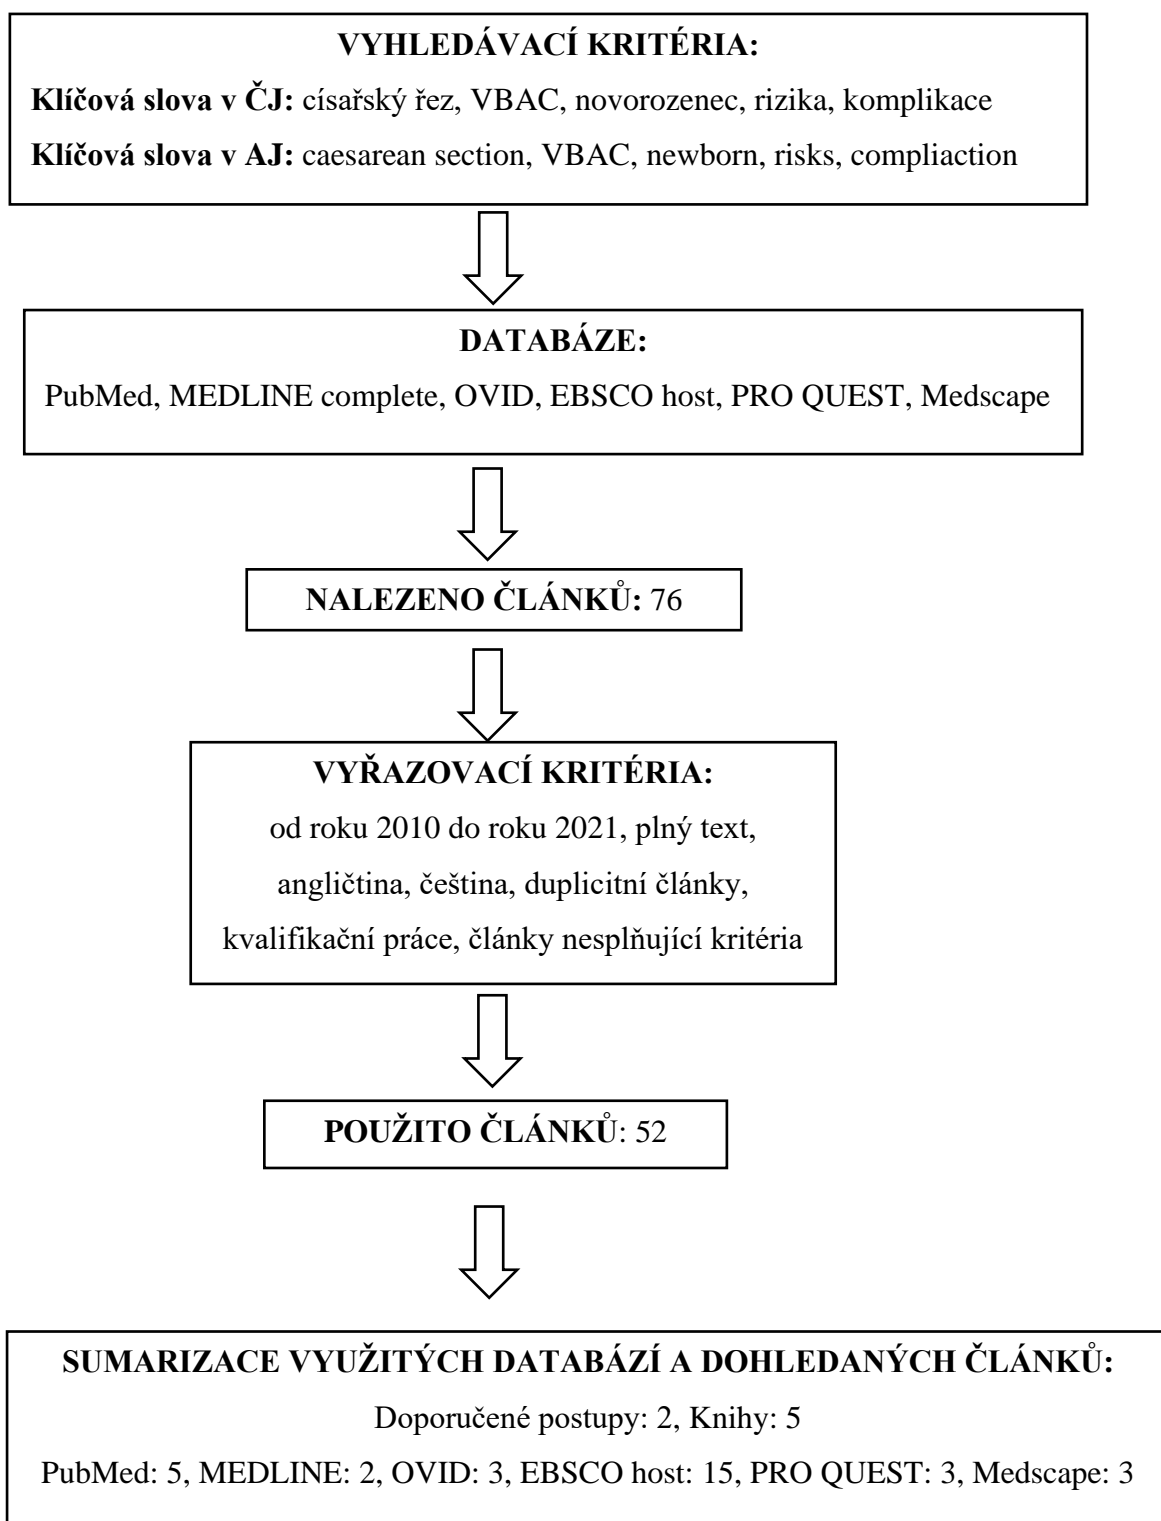 VYHLEDÁVACÍ KRITÉRIA:
Klíčová slova v ČJ: císařský řez, VBAC, novorozenec, rizika, komplikace
Klíčová slova v AJ: caesarean section, VBAC, newborn, risks, compliaction
DATABÁZE:
PubMed, MEDLINE complete, OVID, EBSCO host, PRO QUEST, Medscape
NALEZENO ČLÁNKŮ: 76
VYŘAZOVACÍ KRITÉRIA:
od roku 2010 do roku 2021, plný text,
angličtina, čeština, duplicitní články,
kvalifikační práce, články nesplňující kritéria
POUŽITO ČLÁNKŮ: 52
SUMARIZACE VYUŽITÝCH DATABÁZÍ A DOHLEDANÝCH ČLÁNKŮ:
Doporučené postupy: 2, Knihy: 5
PubMed: 5, MEDLINE: 2, OVID: 3, EBSCO host: 15, PRO QUEST: 3, Medscape: 3